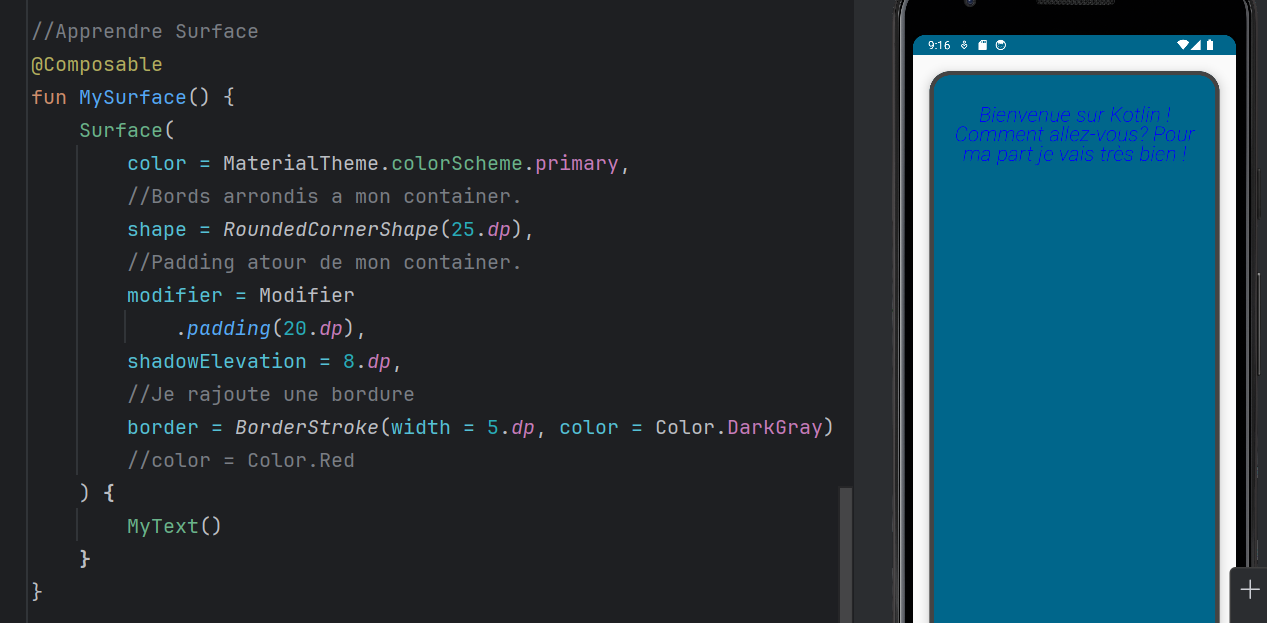 //Apprendre Surface
@Composable
fun MySurface() {
Surface(
color = MaterialTheme.colorScheme.primary,
//Bords arrondis a mon container.
shape = RoundedCornerShape(25.dp),
//Padding atour de mon container.
modifier = Modifier
.padding(20.dp),
shadowElevation = 8.dp,
//Je rajoute une bordure
border = BorderStroke(width = 5.dp, color = Color.DarkGray)
//color = Color.Red
) {
MyText()
}
}
9:16
Bienvenue sur Kotlin !
Comment allez-vous? Pour
ma part je vais très bien !